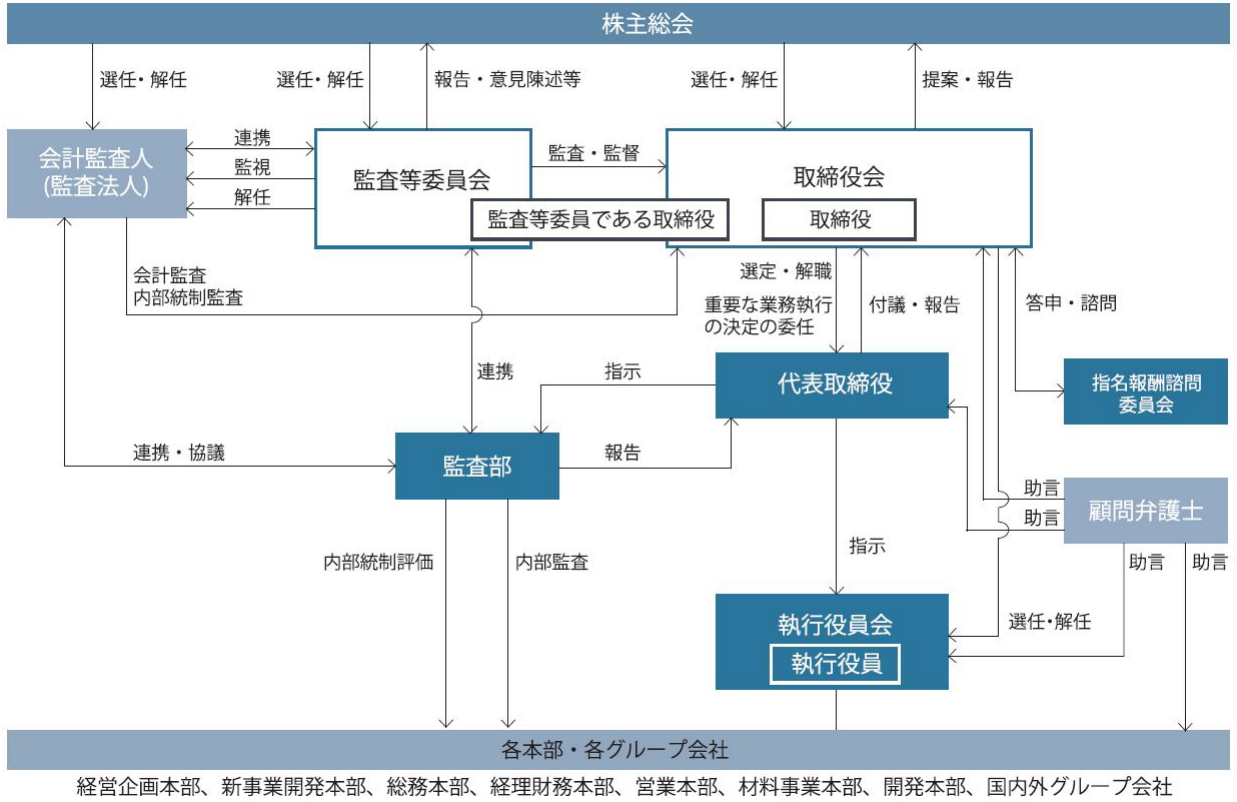 株主総会
選任・解任
選任・解任
報告・意見陳述等
選任・解任
提案・報告
会計監査人
(監査法人)
連携
監視
解任
監査等委員会
監査・監督
取締役会
監査等委員である取締役
取締役
会計監査
内部統制監査
選定・解職
重要な業務執行
の決定の委任
付議・報告
答申・諮問
連携
指示
代表取締役
指名報酬諮問
委員会
連携・協議
監査部
報告
助言
助言
顧問弁護士
内部統制評価
内部監査
指示
助言
助言
執行役員会
執行役員
選任・解任
各本部・各グループ会社
経営企画本部、新事業開発本部、総務本部、経理財務本部、営業本部、材料事業本部、開発本部、国内外グループ会社